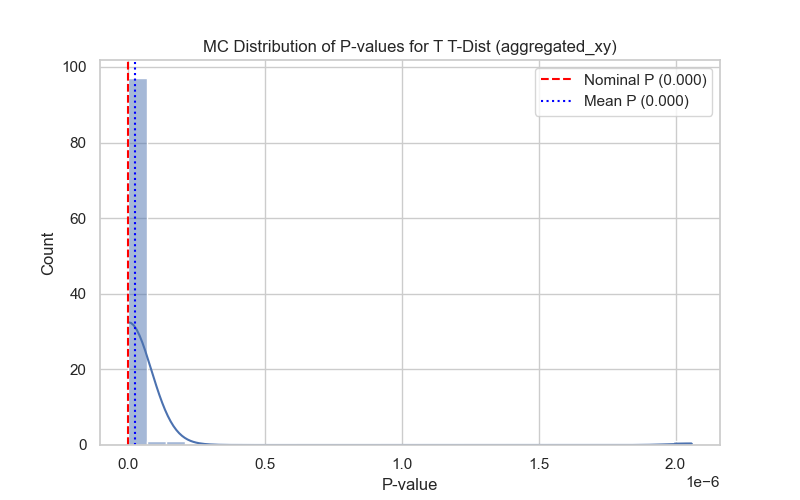 MC Distribution of P-values for T T-Dist (aggregated_xy)
Nominal P (0.000)
Mean P (0.000)
100
80
60
40
20
0
Count
0.0 0.5 1.0 1.5 2.0
1e−6
P-value